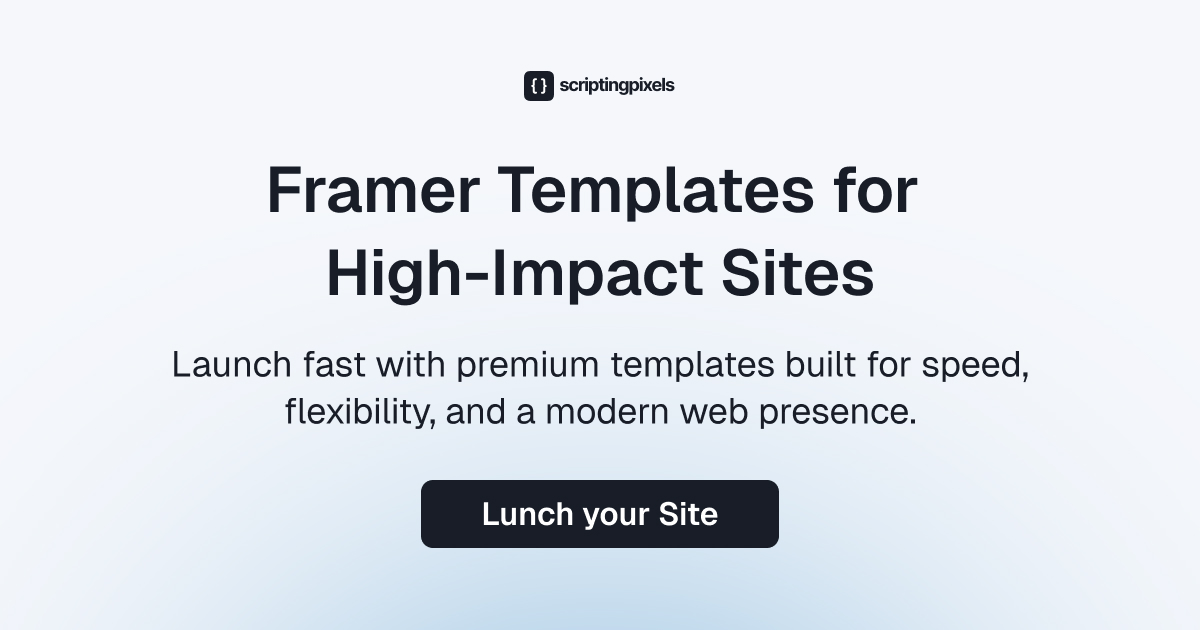 {} scriptingpixels
Framer Templates for
High-Impact Sites
Launch fast with premium templates built for speed,
flexibility, and a modern web presence.
Lunch your Site